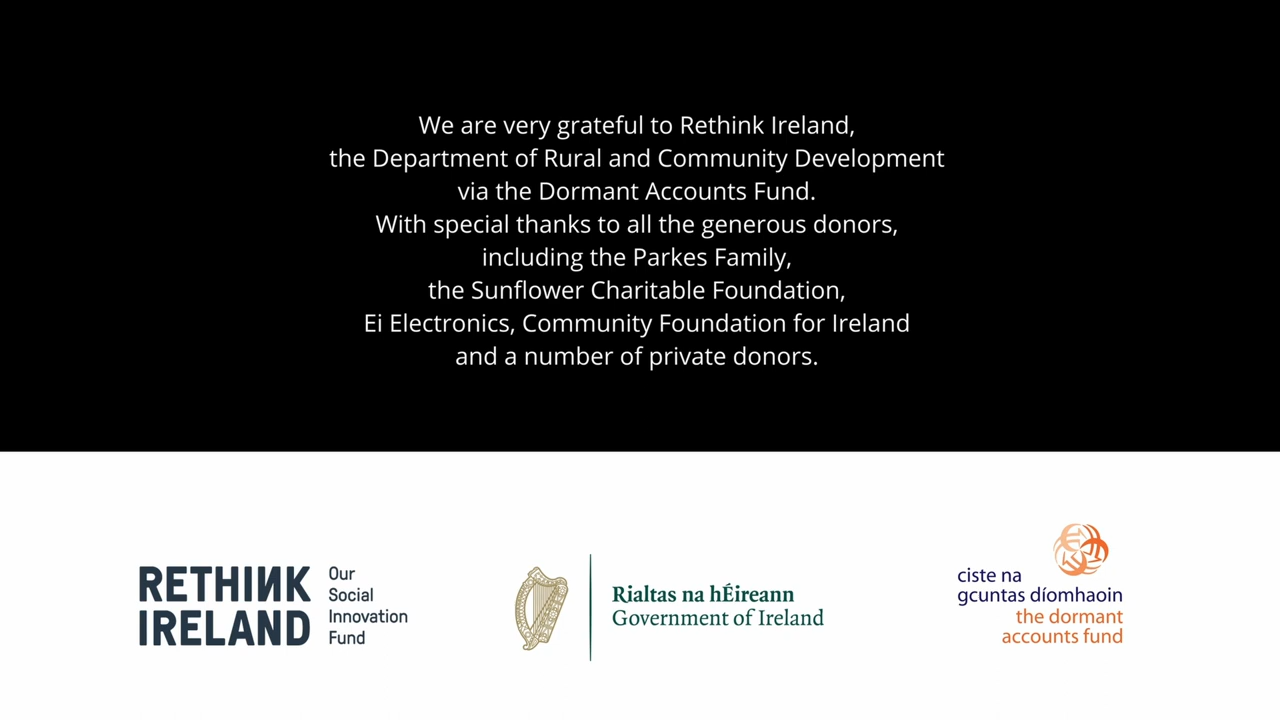 We are very grateful to Rethink Ireland,
the Department of Rural and Community Development
via the Dormant Accounts Fund.
With special thanks to all the generous donors,
including the Parkes Family,
the Sunflower Charitable Foundation,
Ei Electronics, Community Foundation for Ireland
and a number of private donors.
RETHINK
IRELAND
Our
Social
Innovation
Fund
Rialtas na hÉireann
Government of Ireland
ciste na
gcuntas díomhaoin
the dormant
accounts fund